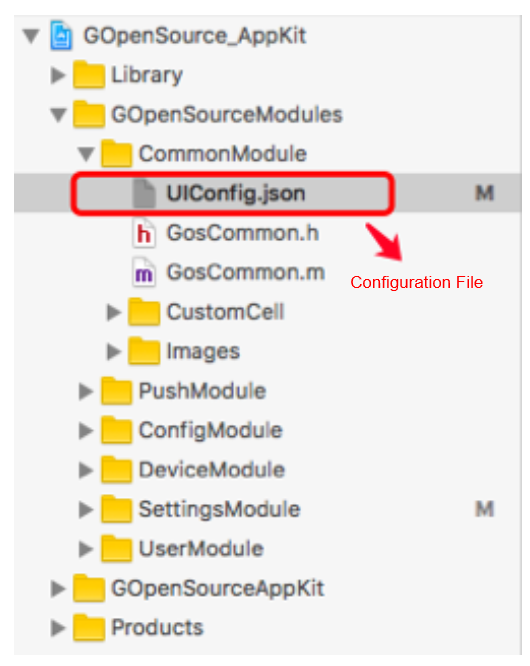 GOpenSource_AppKit
Library
GOpenSourceModules
CommonModule
UIConfig.json M
h GosCommon.h
m GosCommon.m
Configuration File
CustomCell
Images
PushModule
ConfigModule
DeviceModule
SettingsModule M
UserModule
GOpenSourceAppKit
Products